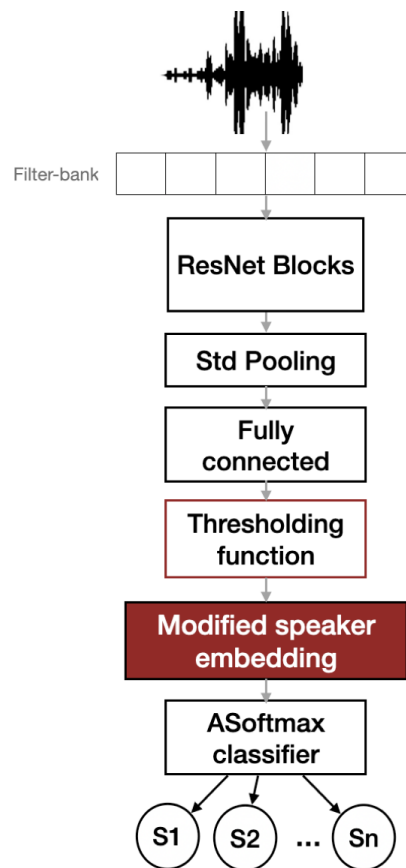 Filter-bank
ResNet Blocks
Std Pooling
Fully
connected
Thresholding
function
Modified speaker
embedding
ASoftmax
classifier
S1 S2 ... Sn